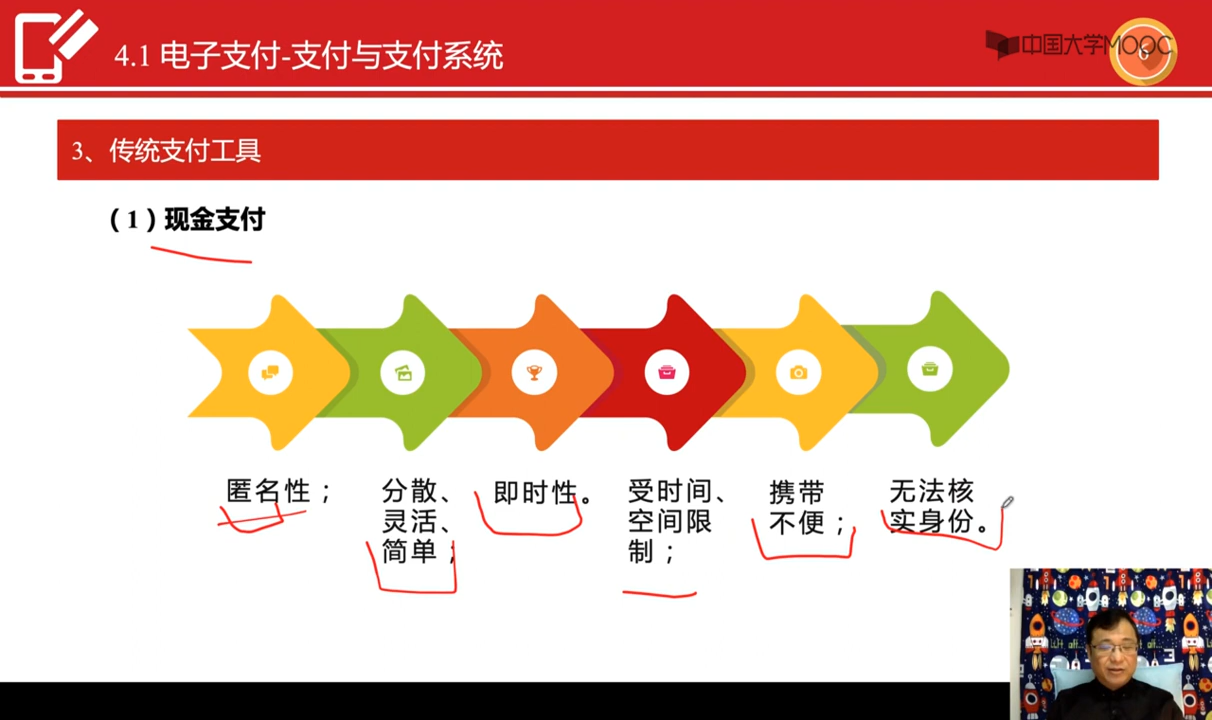 4.1 电子支付-支付与支付系统
中国大学MOOC
6
3、传统支付工具
（1）现金支付
匿名性；
分散、
灵活、
简单；
即时性。
受时间、
空间限
制；
携带
不便；
无法核
实身份。